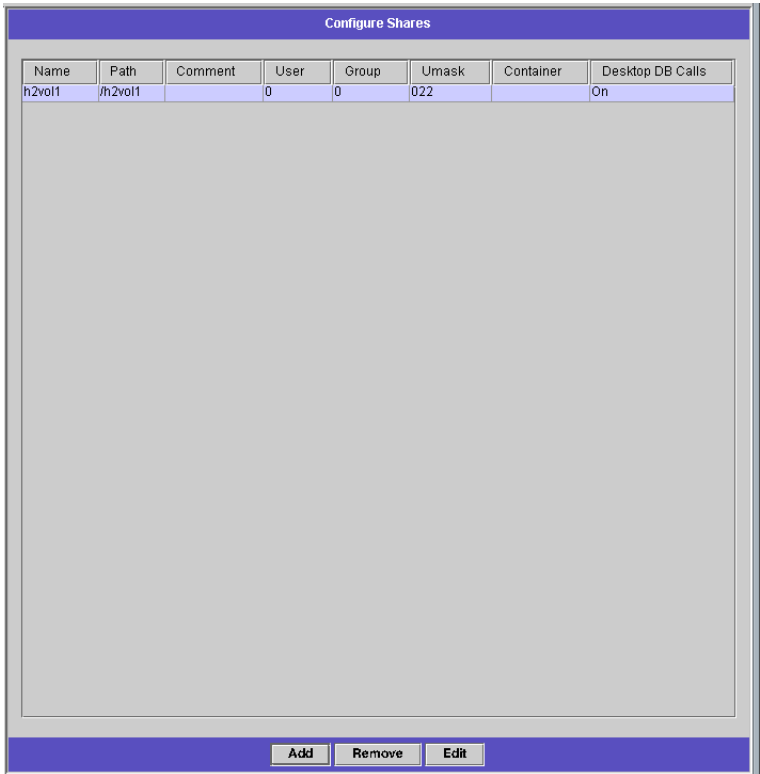 Configure Shares
Name Path Comment User Group Umask Container Desktop DB Calls
h2vol1 /h2vol1 0 0 022 On
Add Remove Edit